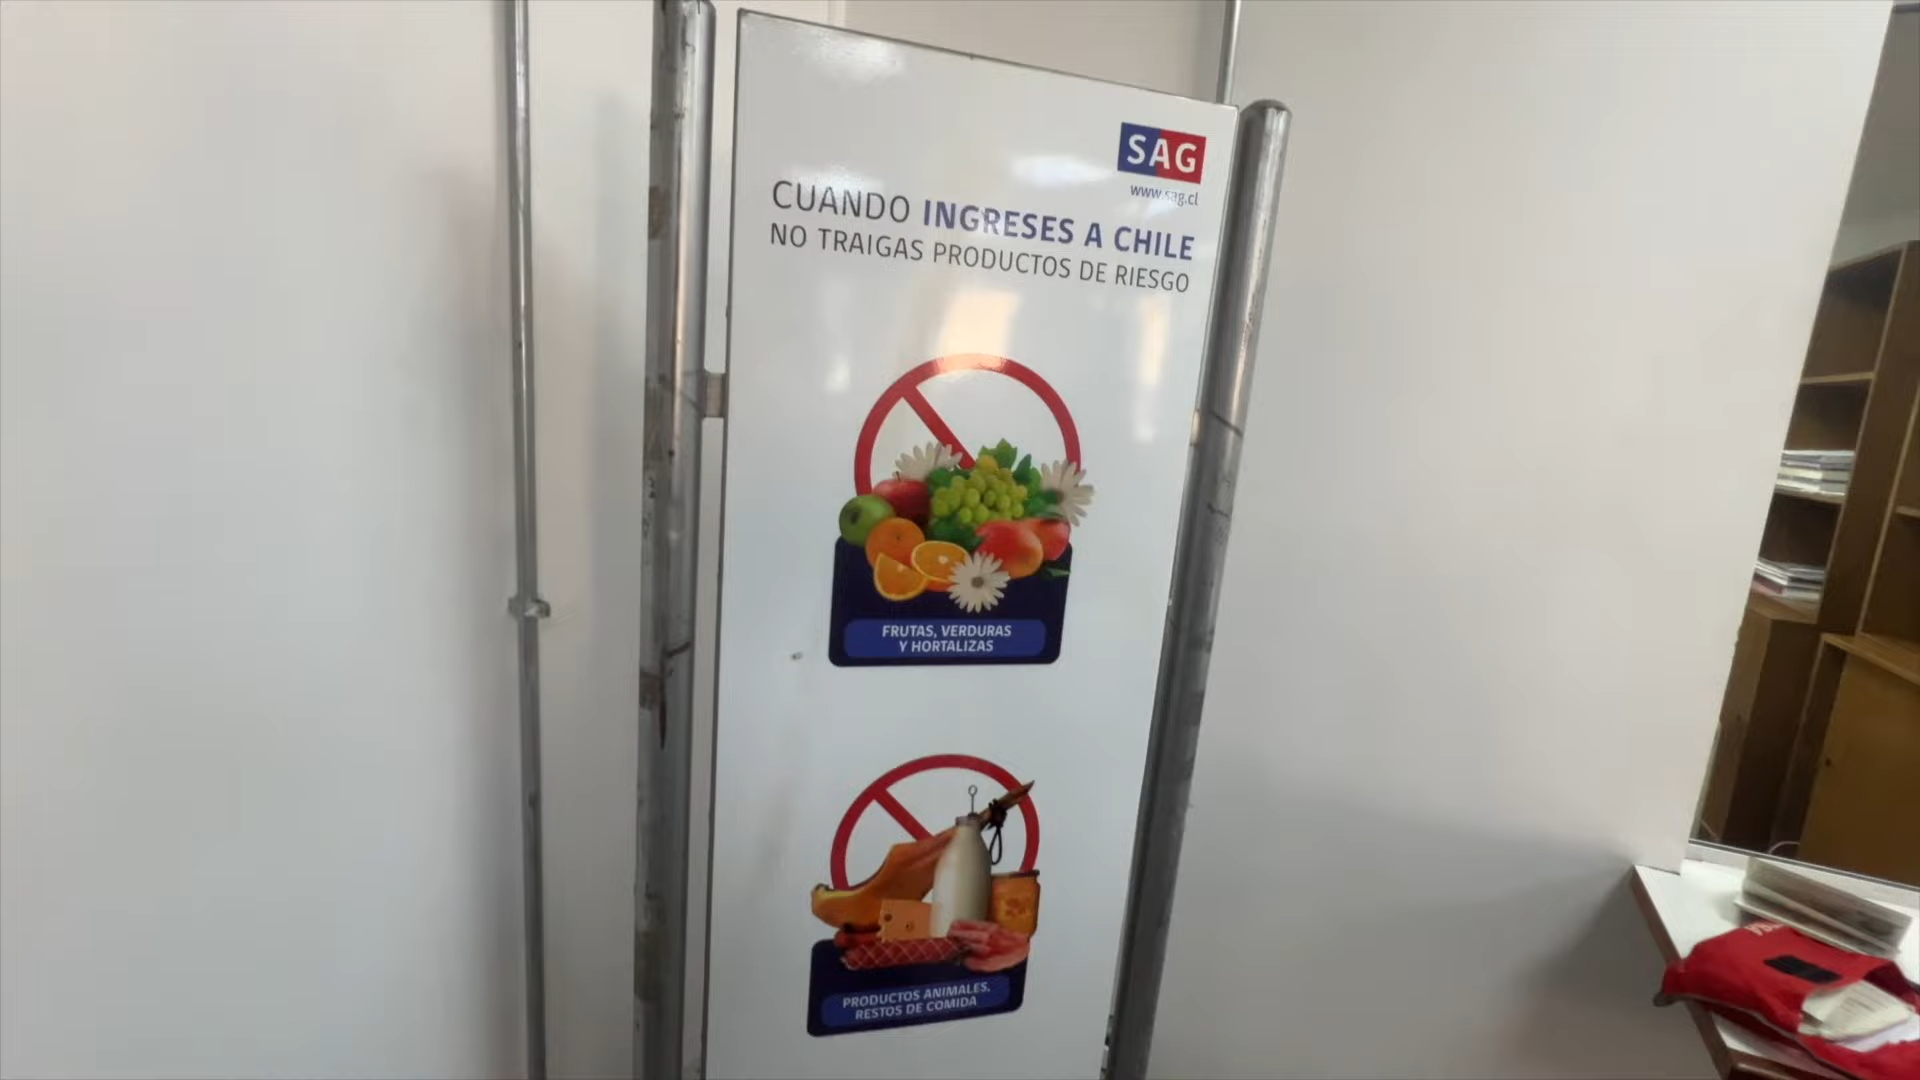 SAG
www.sag.cl
CUANDO INGRESES A CHILE
NO TRAIGAS PRODUCTOS DE RIESGO
FRUTAS, VERDURAS
Y HORTALIZAS
PRODUCTOS ANIMALES,
RESTOS DE COMIDA